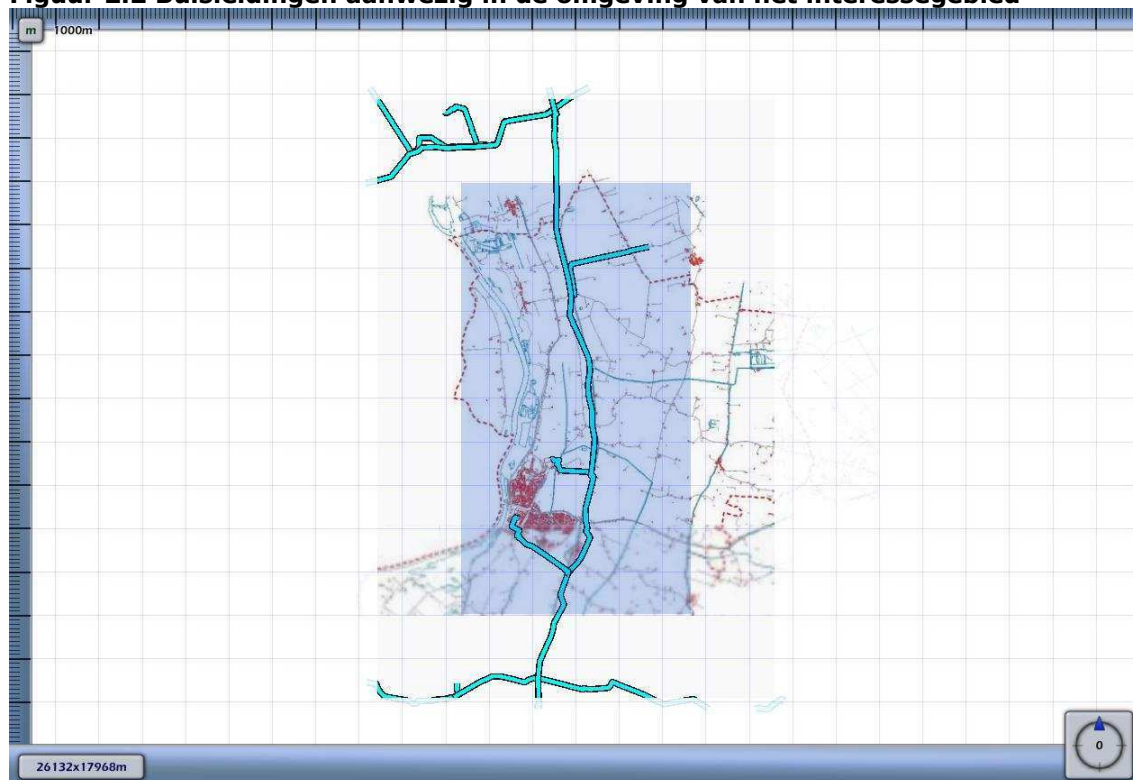 Figuur 2.2 Buisleidingen aanwezig in de omgeving van het interessegebied
m
1000m
0
26132x17968m